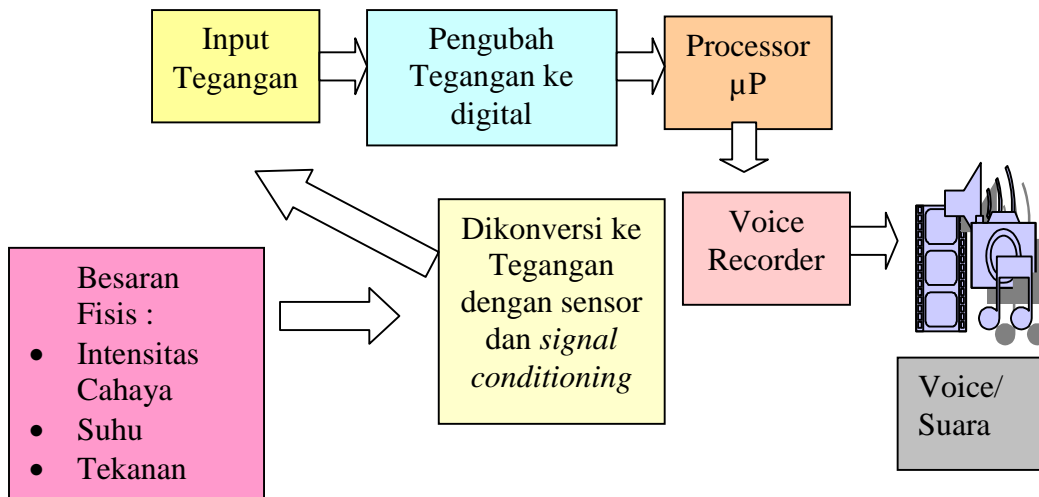 Input
Tegangan
Pengubah
Tegangan ke
digital
Processor
µP
Besaran
Fisis :
• Intensitas
Cahaya
• Suhu
• Tekanan
Dikonversi ke
Tegangan
dengan sensor
dan signal
conditioning
Voice
Recorder
Voice/
Suara